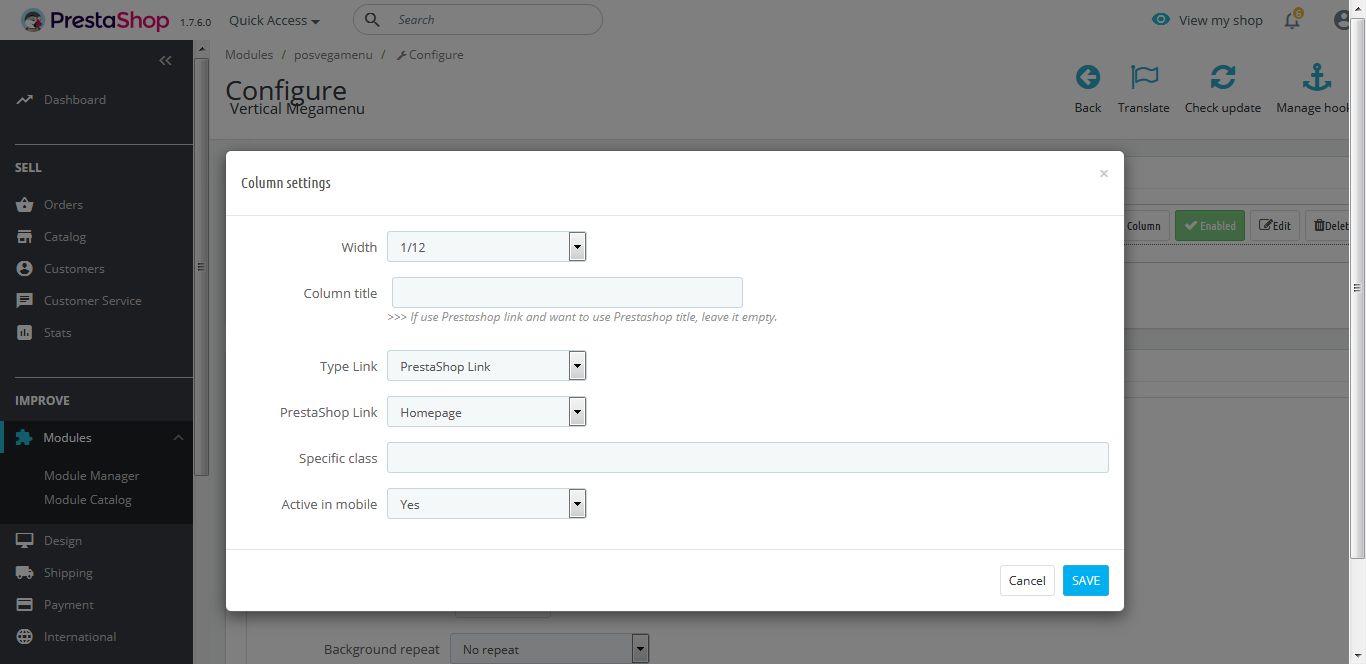 PrestaShop 1.7.6.0 Quick Access Search View my shop 6
Modules / posvegamenu / Configure
Configure
Vertical Megamenu
Back Translate Check update Manage hook
Dashboard
SELL
Orders
Catalog
Customers
Customer Service
Stats
IMPROVE
Modules
Module Manager
Module Catalog
Design
Shipping
Payment
International
Column Enabled Edit Delet
Column settings ×
Width 1/12
Column title
>>> If use Prestashop link and want to use Prestashop title, leave it empty.
Type Link PrestaShop Link
PrestaShop Link Homepage
Specific class
Active in mobile Yes
Cancel SAVE
Background repeat No repeat